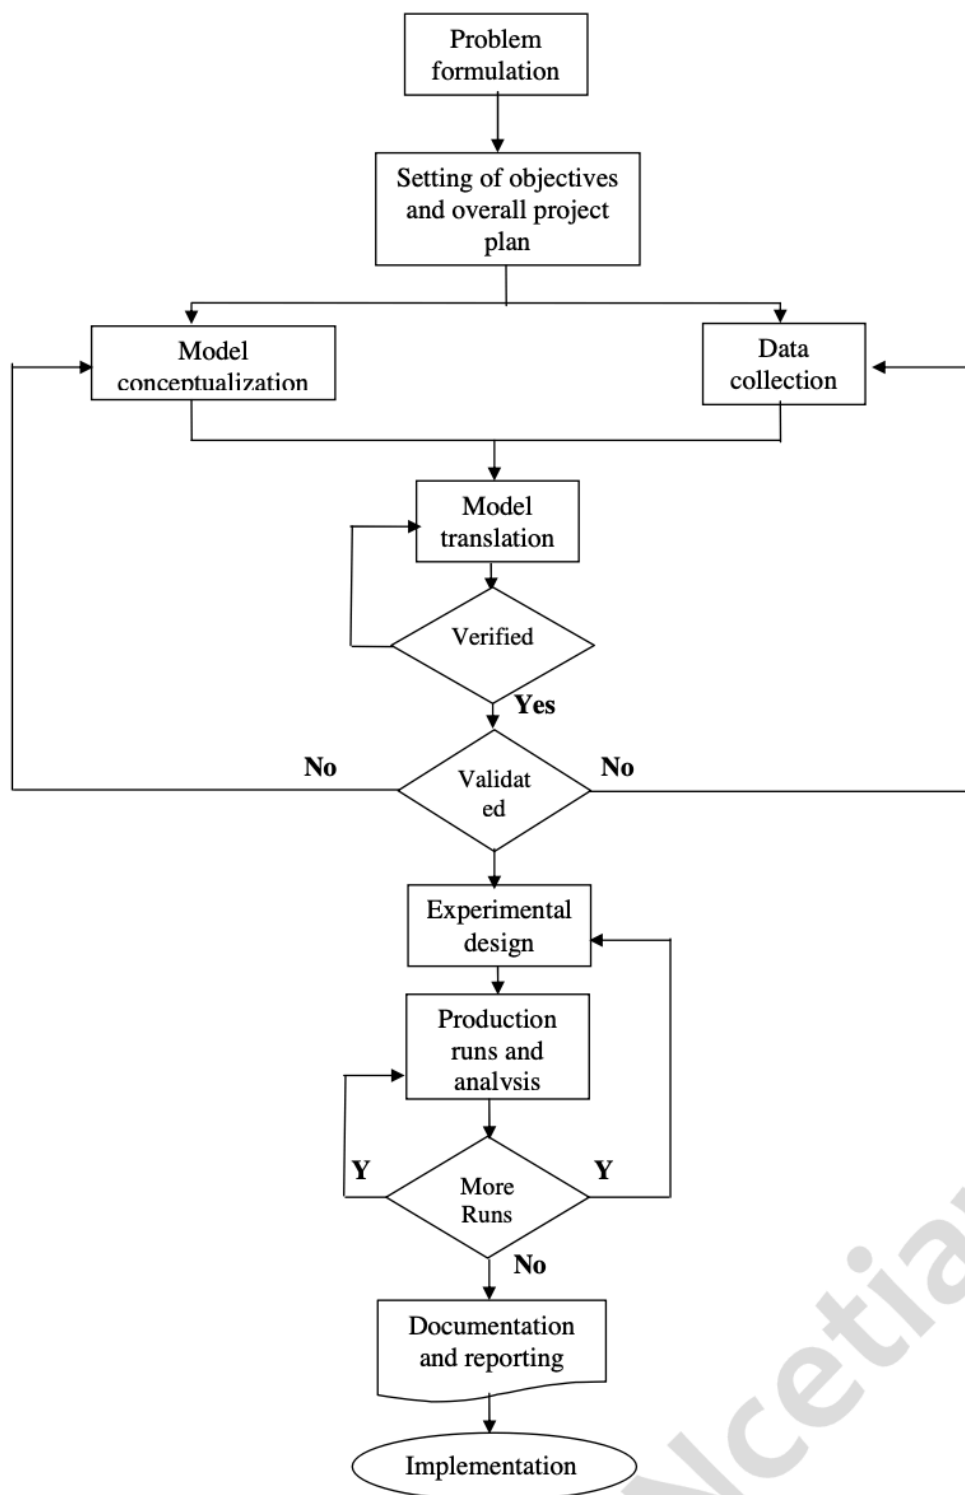 Problem
formulation
Setting of objectives
and overall project
plan
Model
conceptualization
Data
collection
Model
translation
Verified
Yes
No
Validat
ed
No
Experimental
design
Production
runs and
analysis
Y
More
Runs
Y
No
Documentation
and reporting
Implementation